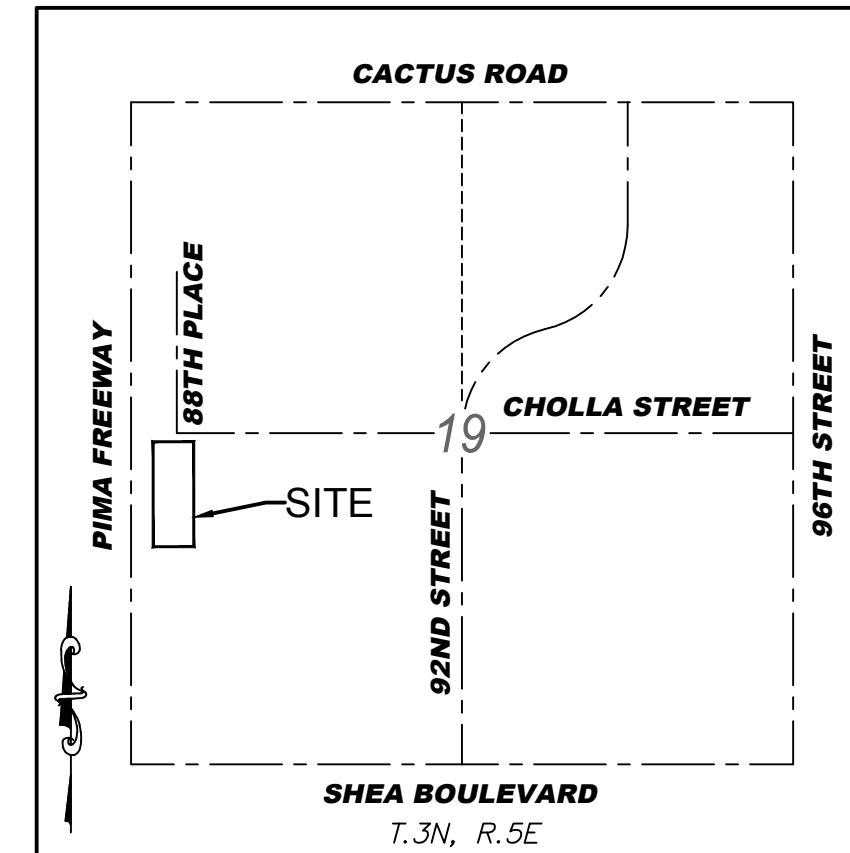 CACTUS ROAD
88TH PLACE
PIMA FREEWAY
CHOLLA STREET
19
96TH STREET
SITE
92ND STREET
SHEA BOULEVARD
T.3N, R.5E